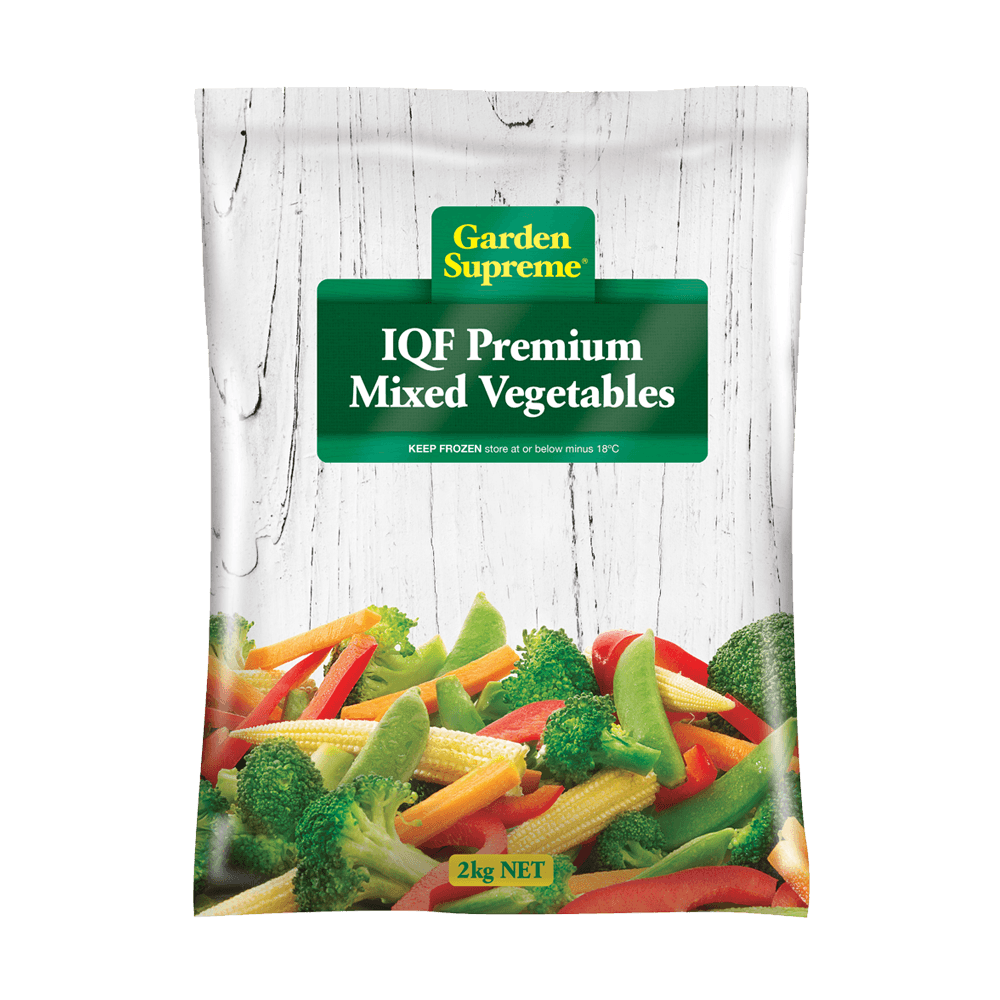 Garden
Supreme®
IQF Premium
Mixed Vegetables
KEEP FROZEN store at or below minus 18°C
2kg NET